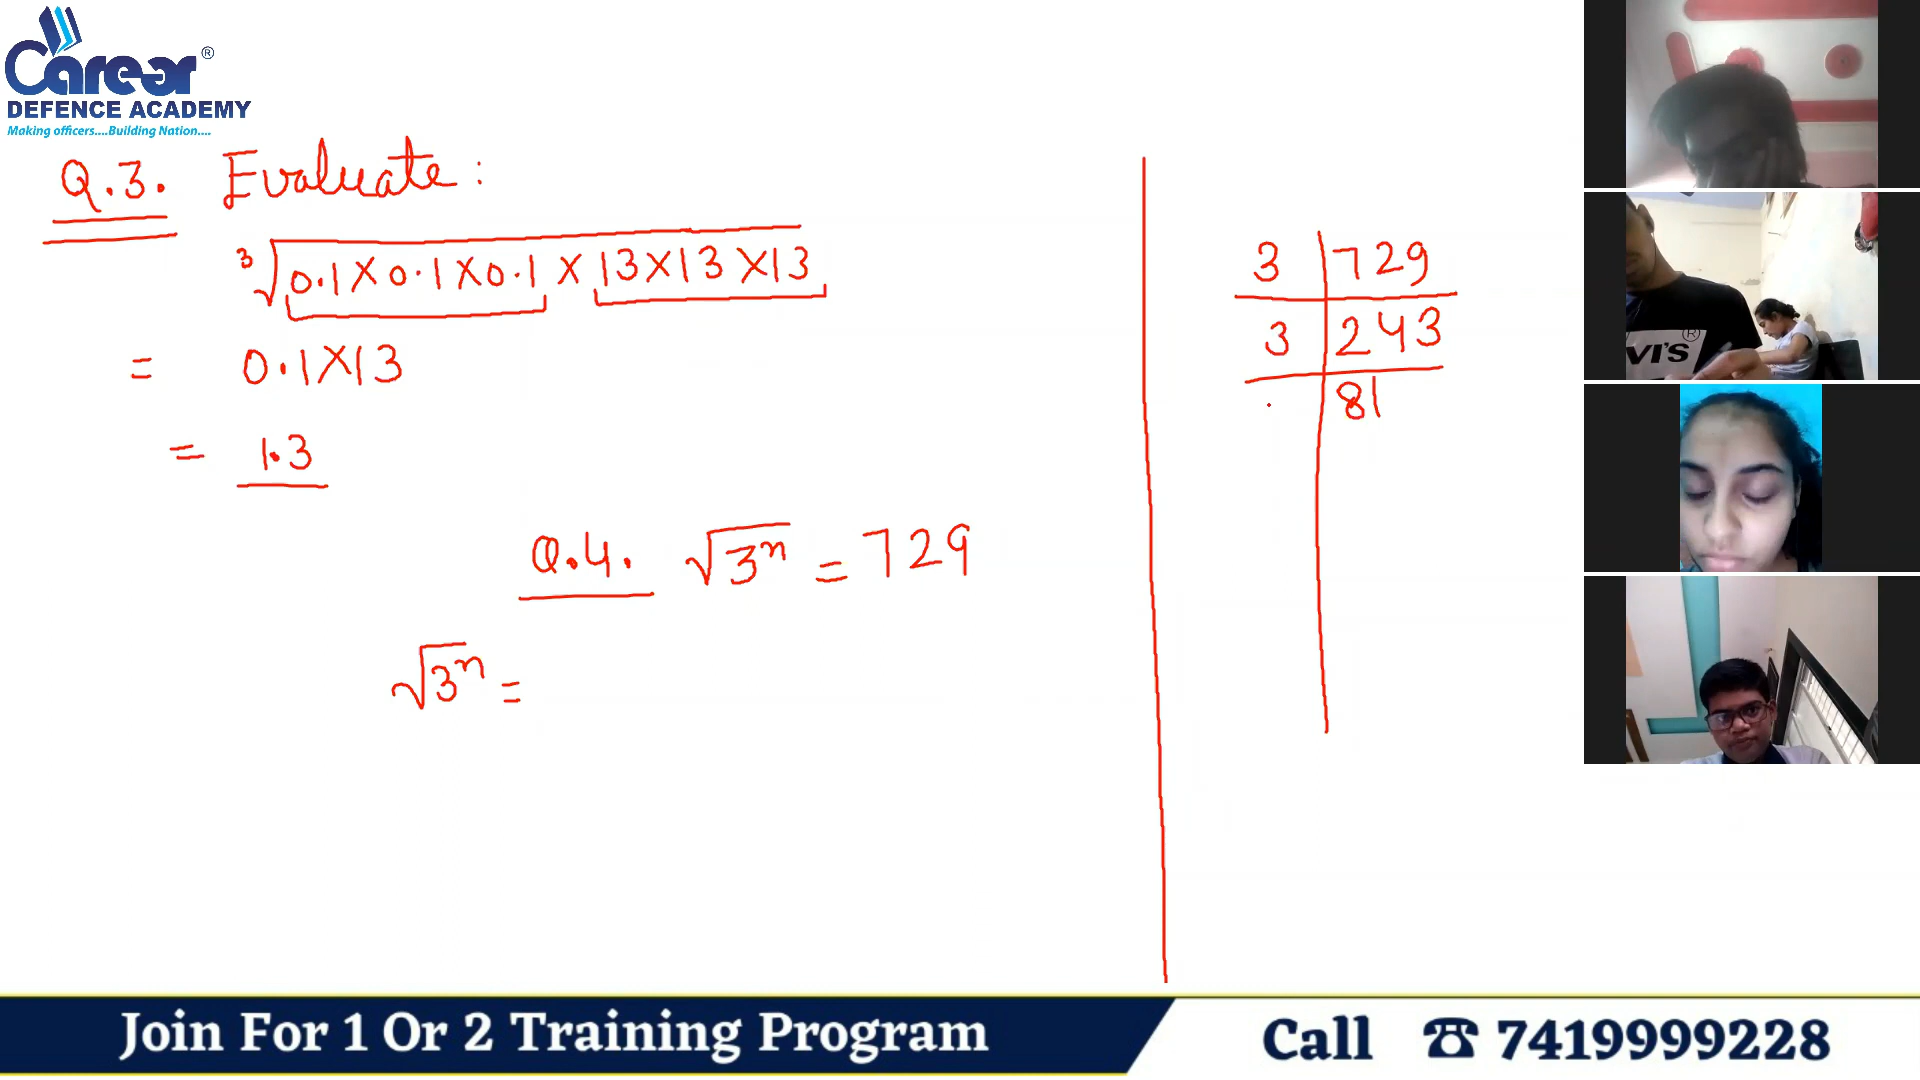 Carear®
DEFENCE ACADEMY
Making officers....Building Nation....
Q.3. Evaluate:
³√0.1×0.1×0.1 × 13×13×13
= 0.1×13
= 1.3
Q.4. √3ⁿ = 729
√3ⁿ =
3 | 729
3 | 243
| 81
VI'S ®
Join For 1 Or 2 Training Program
Call ☎ 7419999228